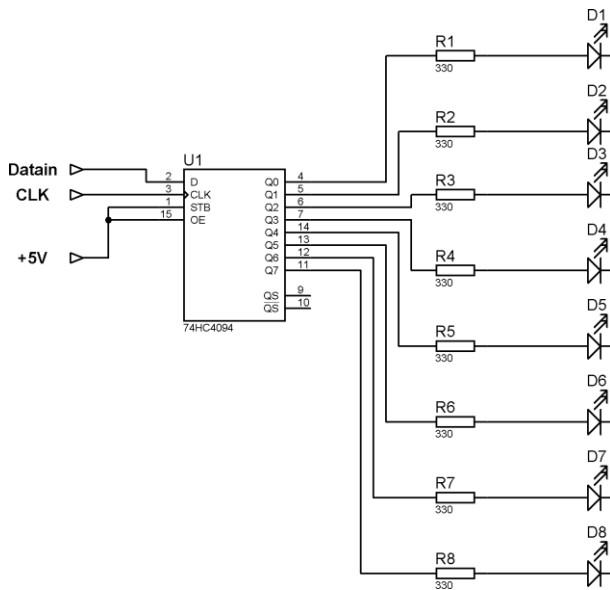 D1
R1
330
D2
R2
330
D3
R3
330
D4
R4
330
D5
R5
330
D6
R6
330
D7
R7
330
D8
R8
330
Datain
CLK
+5V
U1
2 D Q0 4
3 CLK Q1 5
1 STB Q2 6
15 OE Q3 7
Q4 14
Q5 13
Q6 12
Q7 11
QS 9
QS 10
74HC4094